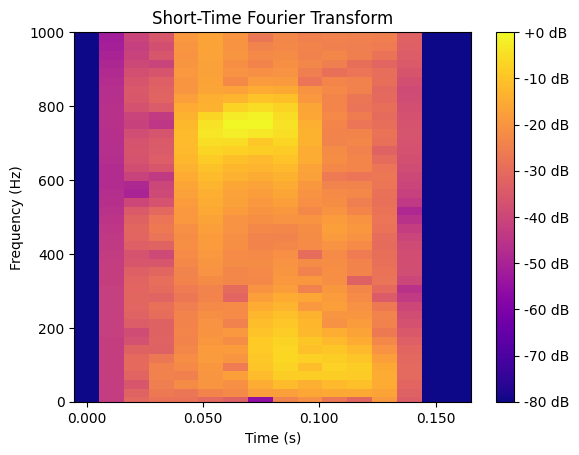 Short-Time Fourier Transform
1000
800
600
400
200
0
Frequency (Hz)
0.000
0.050
0.100
0.150
Time (s)
+0 dB
-10 dB
-20 dB
-30 dB
-40 dB
-50 dB
-60 dB
-70 dB
-80 dB